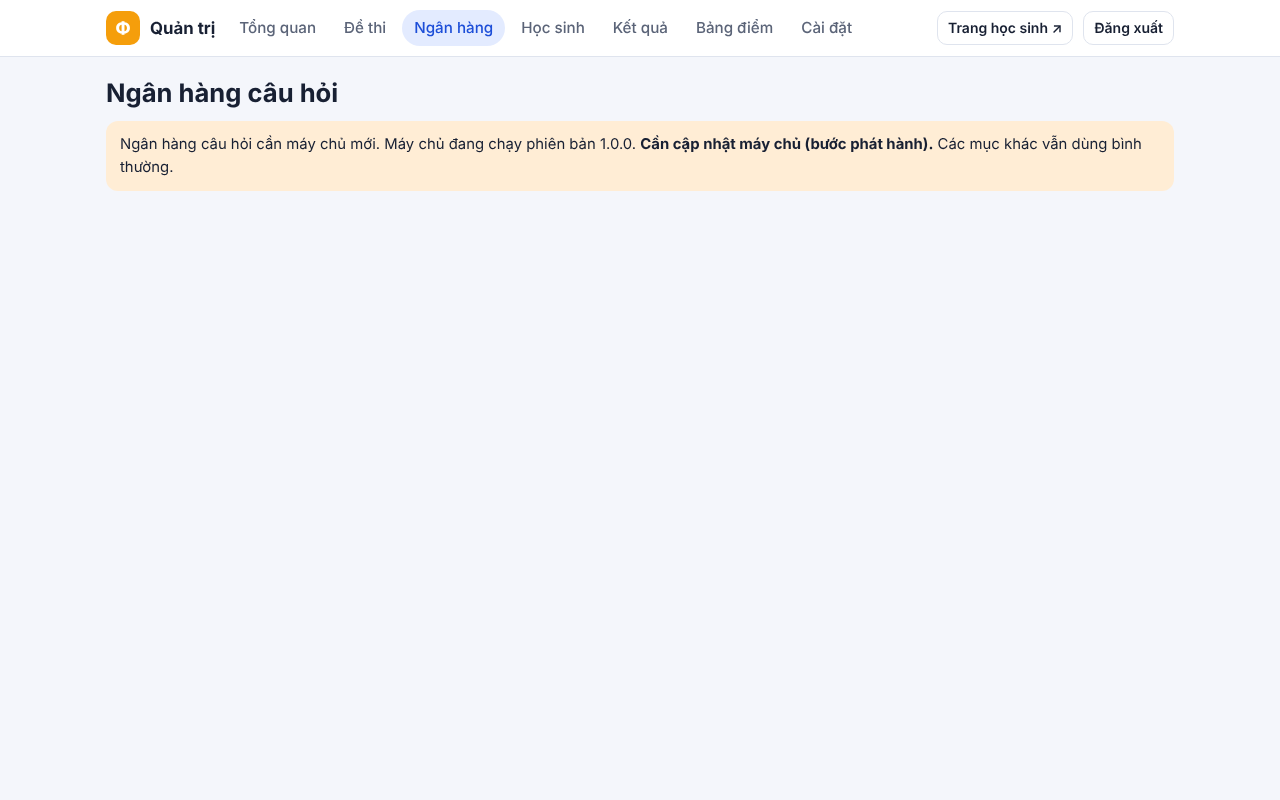 Φ Quản trị Tổng quan Đề thi Ngân hàng Học sinh Kết quả Bảng điểm Cài đặt Trang học sinh ↗ Đăng xuất
Ngân hàng câu hỏi
Ngân hàng câu hỏi cần máy chủ mới. Máy chủ đang chạy phiên bản 1.0.0. Cần cập nhật máy chủ (bước phát hành). Các mục khác vẫn dùng bình
thường.